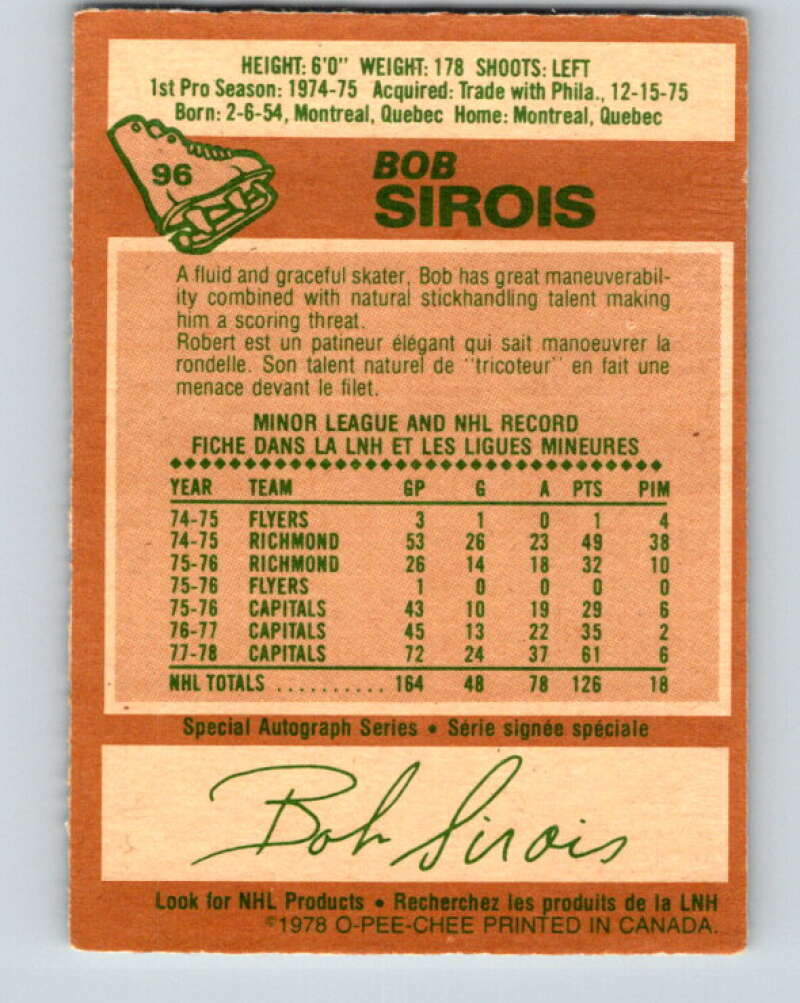 HEIGHT: 6'0" WEIGHT: 178 SHOOTS: LEFT
1st Pro Season: 1974-75 Acquired: Trade with Phila., 12-15-75
Born: 2-6-54, Montreal, Quebec Home: Montreal, Quebec
96
BOB
SIROIS
A fluid and graceful skater, Bob has great maneuverabil-
ity combined with natural stickhandling talent making
him a scoring threat.
Robert est un patineur élégant qui sait manoeuvrer la
rondelle. Son talent naturel de "tricoteur" en fait une
menace devant le filet.
MINOR LEAGUE AND NHL RECORD
FICHE DANS LA LNH ET LES LIGUES MINEURES
YEAR TEAM GP G A PTS PIM
74-75 FLYERS 3 1 0 1 4
74-75 RICHMOND 53 26 23 49 38
75-76 RICHMOND 26 14 18 32 10
75-76 FLYERS 1 0 0 0 0
75-76 CAPITALS 43 10 19 29 6
76-77 CAPITALS 45 13 22 35 2
77-78 CAPITALS 72 24 37 61 6
NHL TOTALS .......... 164 48 78 126 18
Special Autograph Series • Série signée spéciale
Bob Sirois
Look for NHL Products • Recherchez les produits de la LNH
©1978 O-PEE-CHEE PRINTED IN CANADA.